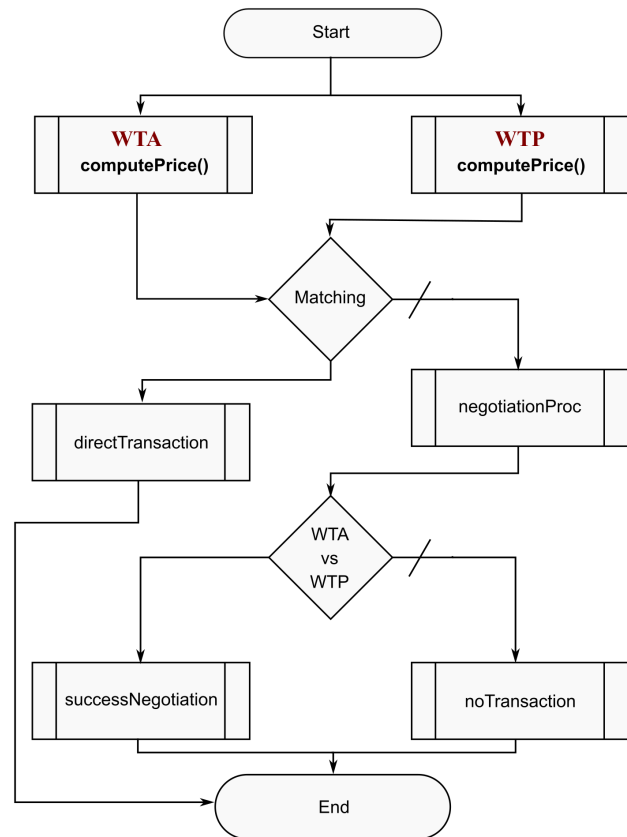 Start
WTA
computePrice()
WTP
computePrice()
Matching
negotiationProc
directTransaction
WTA
vs
WTP
successNegotiation
noTransaction
End